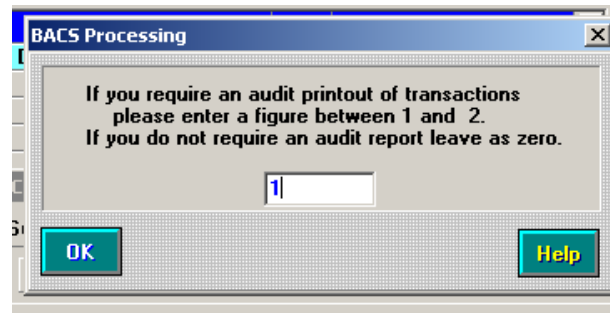 BACS Processing
If you require an audit printout of transactions
please enter a figure between 1 and 2.
If you do not require an audit report leave as zero.
1
OK
Help